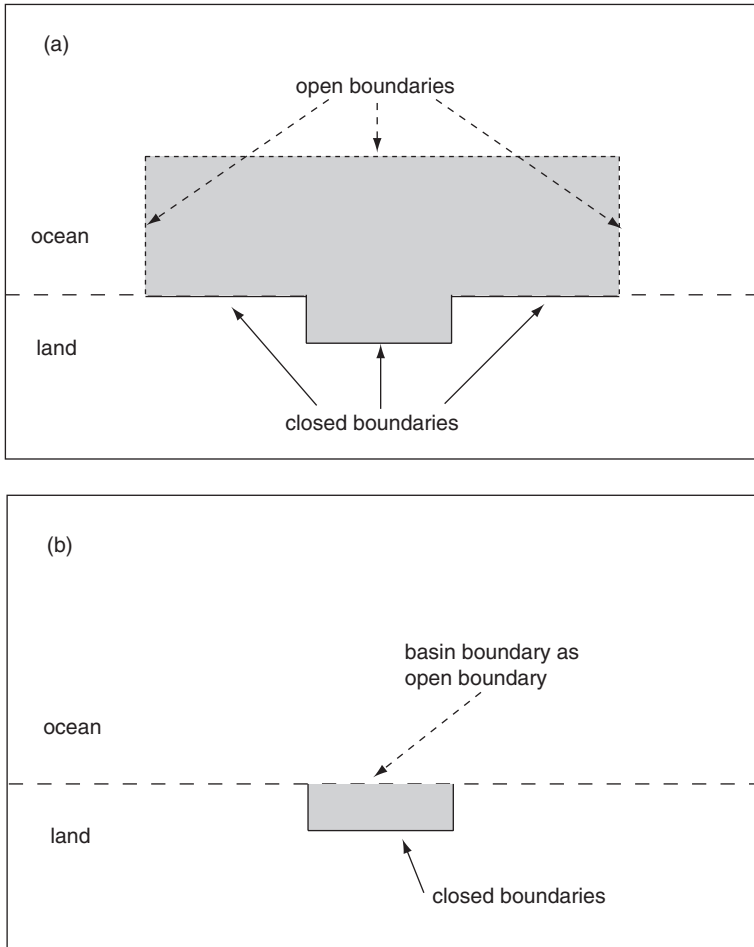 (a)
open boundaries
ocean
land
closed boundaries
(b)
basin boundary as
open boundary
ocean
land
closed boundaries